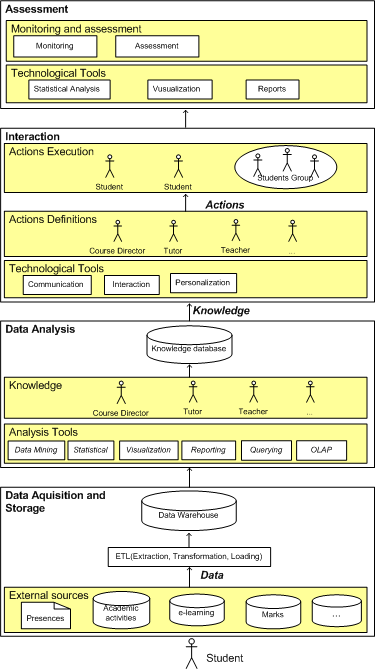 Assessment
Monitoring and assessment
Monitoring
Assessment
Technological Tools
Statistical Analysis
Vusualization
Reports
Interaction
Actions Execution
Student
Student
Students Group
Actions
Actions Definitions
Course Director
Tutor
Teacher
...
Technological Tools
Communication
Interaction
Personalization
Knowledge
Data Analysis
Knowledge database
Knowledge
Course Director
Tutor
Teacher
...
Analysis Tools
Data Mining
Statistical
Visualization
Reporting
Querying
OLAP
Data Aquisition and
Storage
Data Warehouse
ETL(Extraction, Transformation, Loading)
Data
External sources
Presences
Academic
activities
e-learning
Marks
...
Student